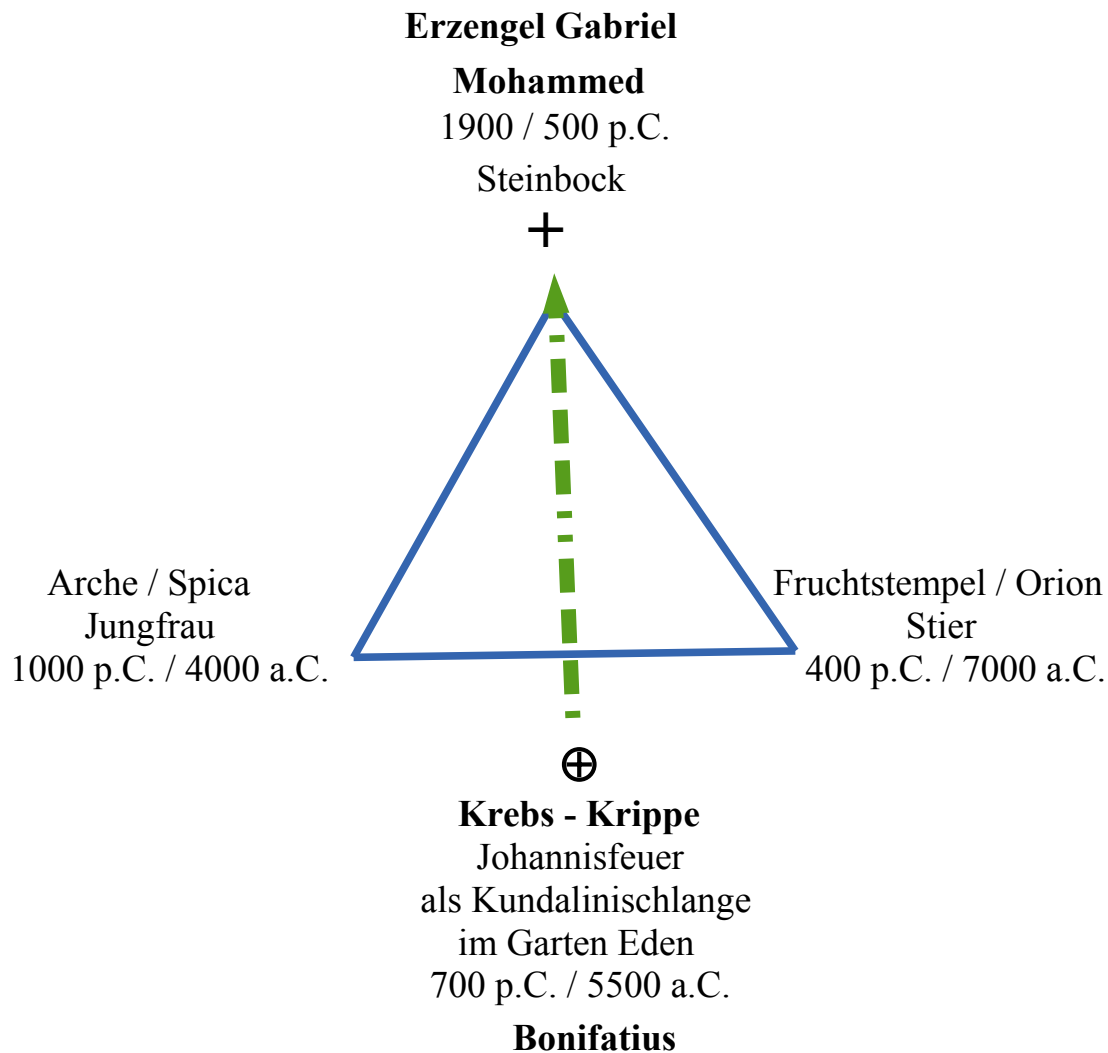 Erzengel Gabriel
Mohammed
1900 / 500 p.C.
Steinbock
+
Arche / Spica
Jungfrau
1000 p.C. / 4000 a.C.
Fruchtstempel / Orion
Stier
400 p.C. / 7000 a.C.
⊕
Krebs - Krippe
Johannisfeuer
als Kundalinischlange
im Garten Eden
700 p.C. / 5500 a.C.
Bonifatius